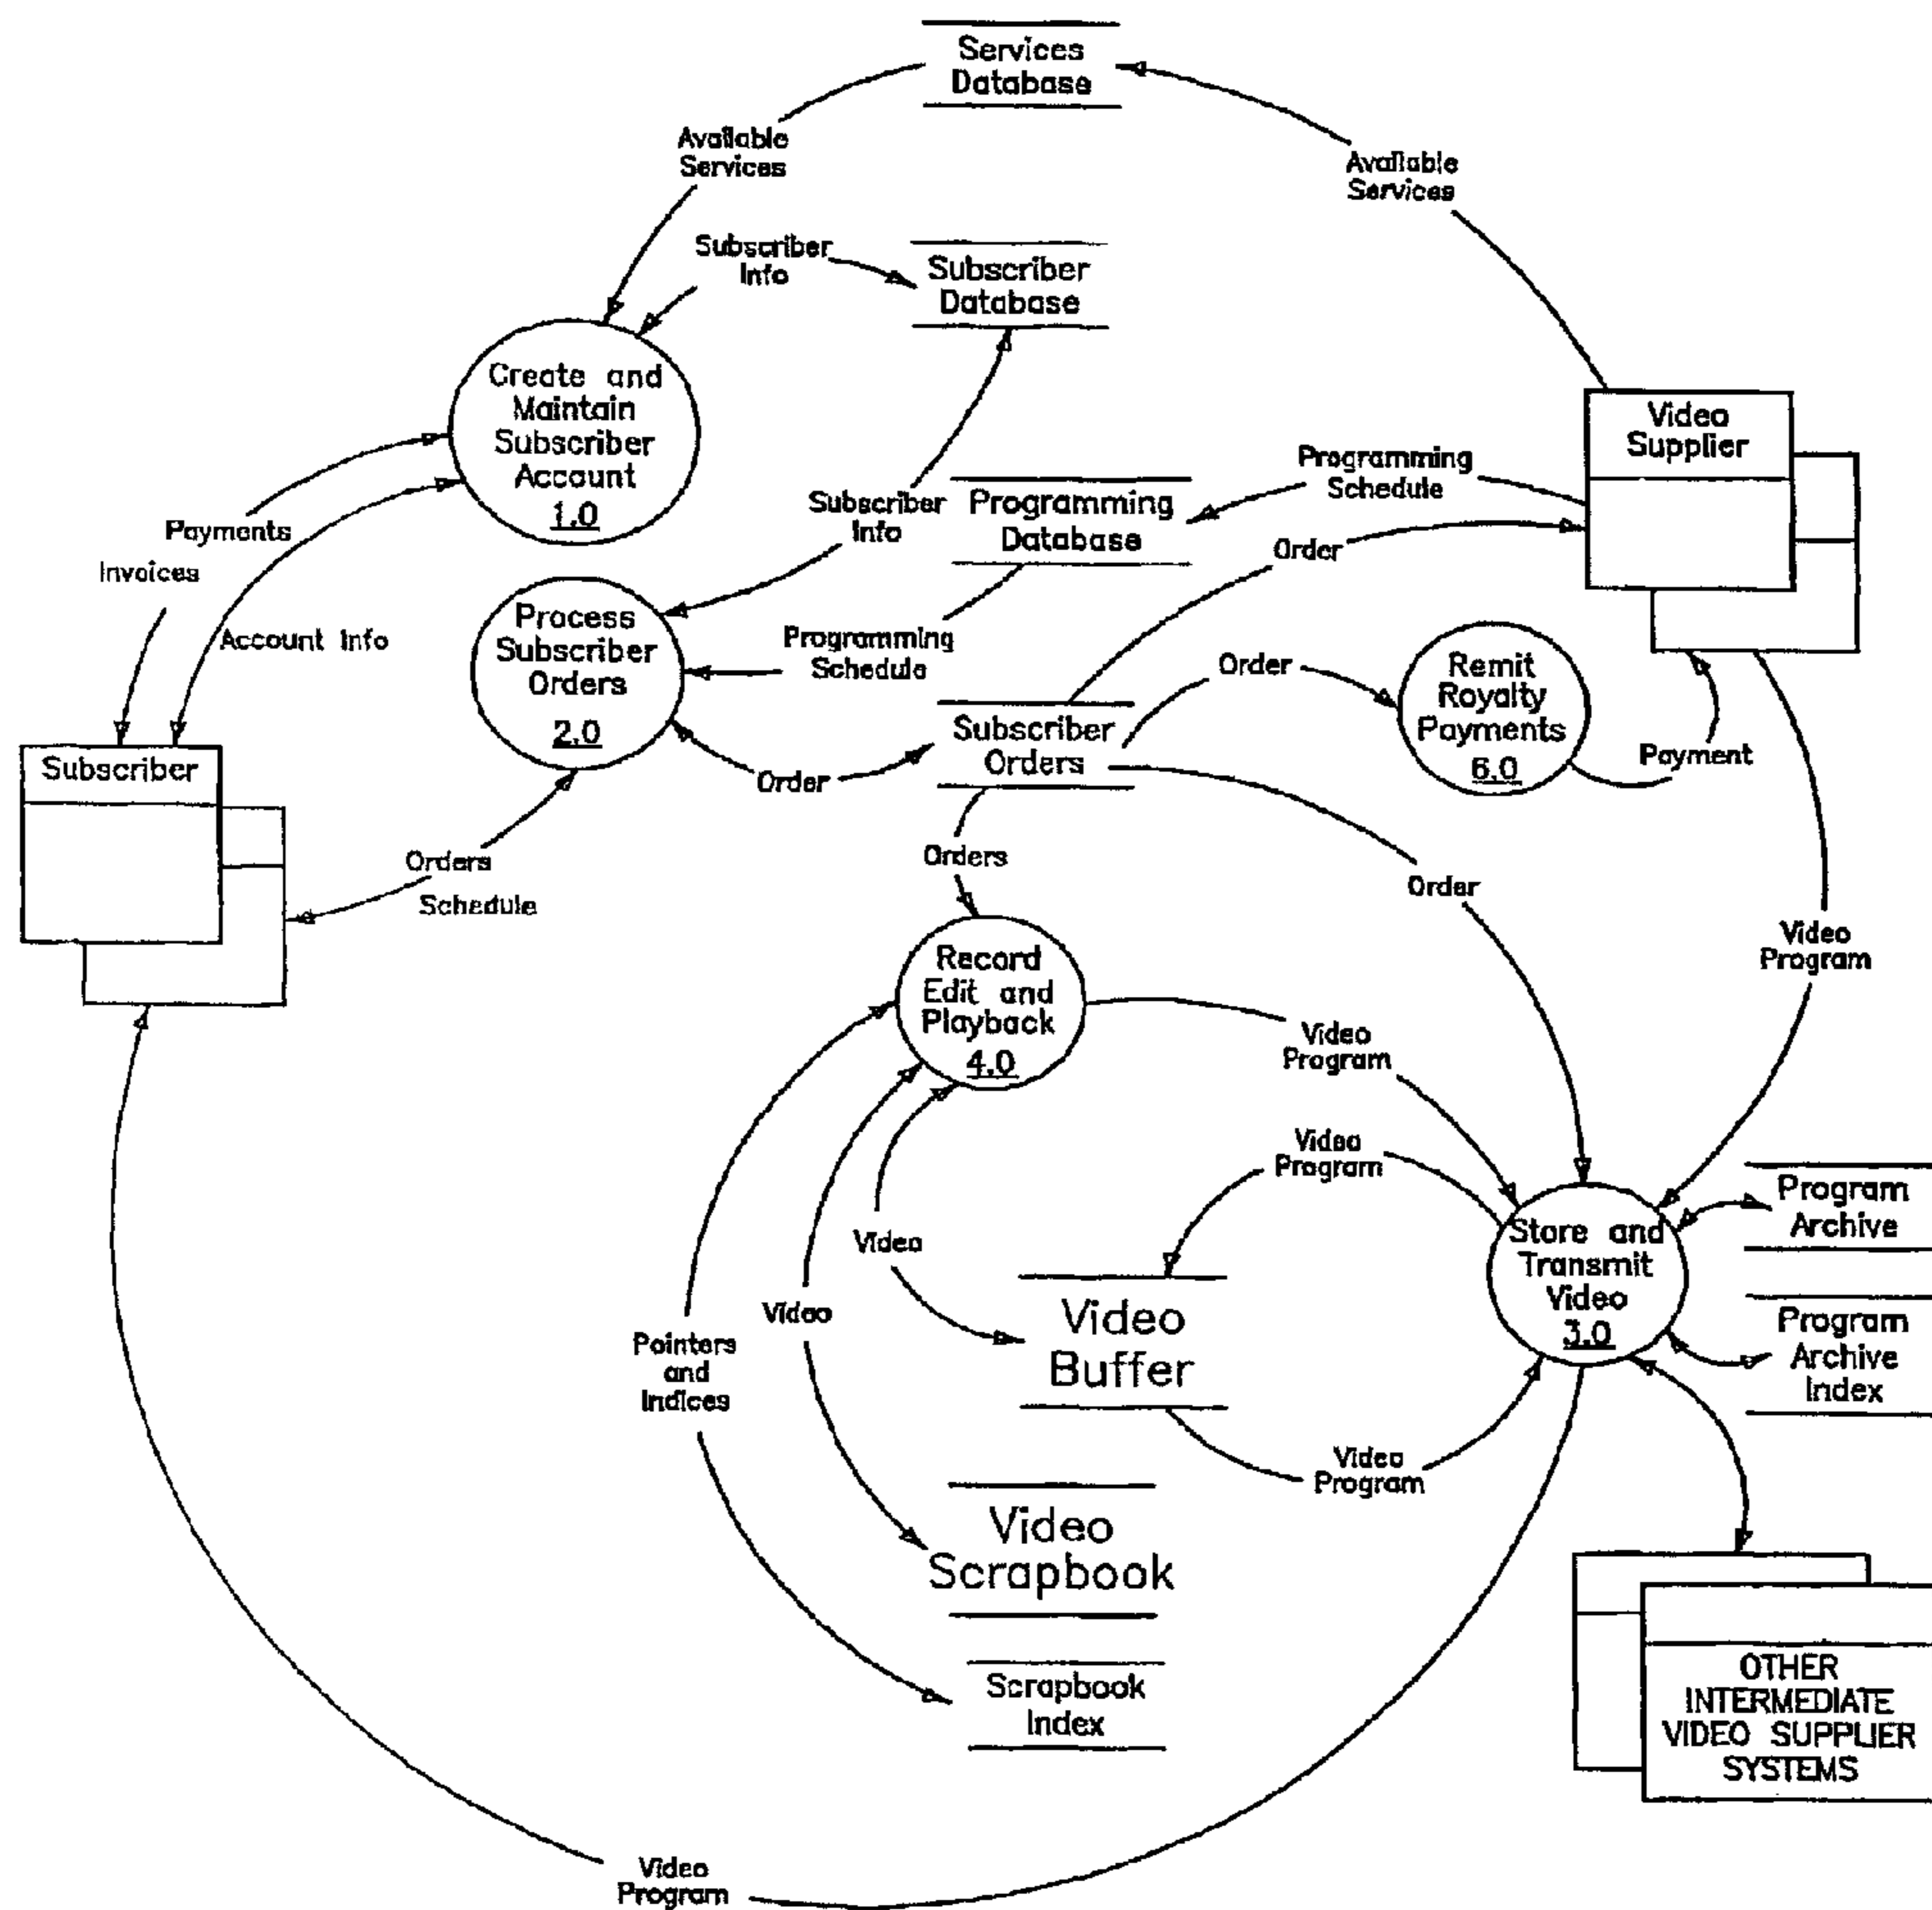 Services
Database
Available
Services
Available
Services
Subscriber
Info
Subscriber
Database
Create and
Maintain
Subscriber
Account
1.0
Video
Supplier
Programming
Schedule
Subscriber
Info
Programming
Database
Order
Payments
Invoices
Account Info
Process
Subscriber
Orders
2.0
Programming
Schedule
Order
Remit
Royalty
Payments
6.0
Payment
Subscriber
Subscriber
Orders
Order
Orders
Schedule
Orders
Order
Video
Program
Record
Edit and
Playback
4.0
Video
Program
Video
Program
Program
Archive
Store and
Transmit
Video
3.0
Video
Video
Buffer
Video
Program
Archive
Index
Pointers
and
Indices
Video
Program
Video
Scrapbook
Scrapbook
Index
OTHER
INTERMEDIATE
VIDEO SUPPLIER
SYSTEMS
Video
Program